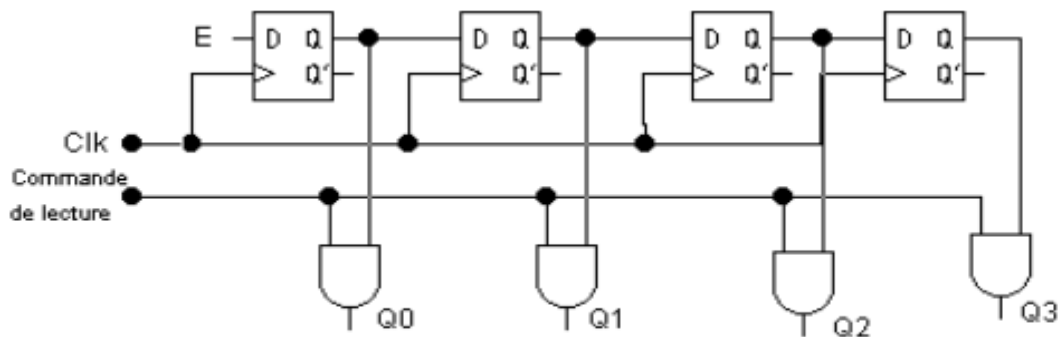 E D Q D Q D Q D Q
Q' Q' Q' Q'
Clk
Commande
de lecture
Q0 Q1 Q2 Q3